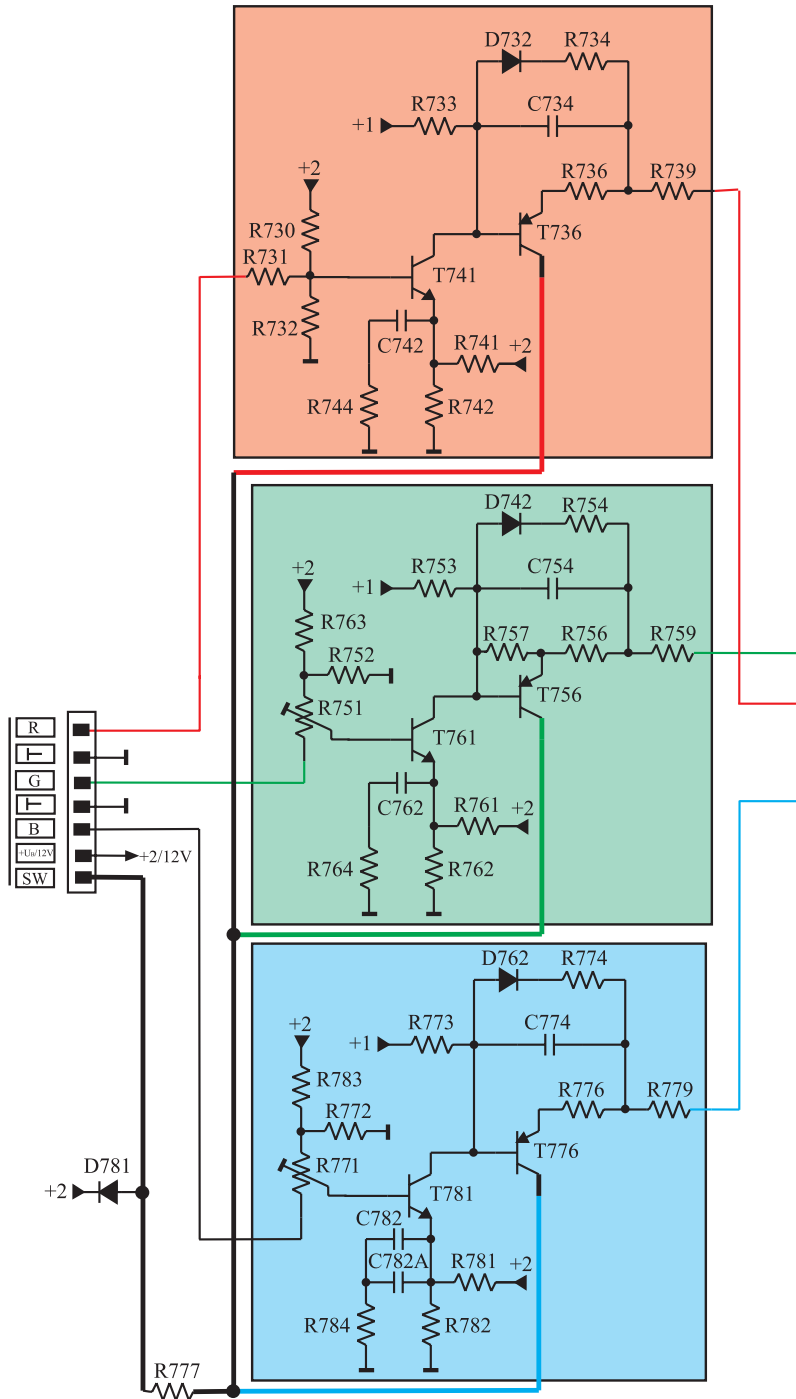 D732 R734
+1 R733 C734
+2
R730
R731
R732
R736 R739
T736
T741
C742 R741 +2
R744 R742
D742 R754
+1 R753 C754
+2
R763
R752
R751
R757 R756 R759
T756
T761
C762 R761 +2
R764 R762
R
T
G
T
B
+UB/12V +2/12V
SW
D762 R774
+1 R773 C774
+2
R783
R772
R771
R776 R779
T776
T781
C782
C782A R781 +2
R784 R782
D781
+2
R777